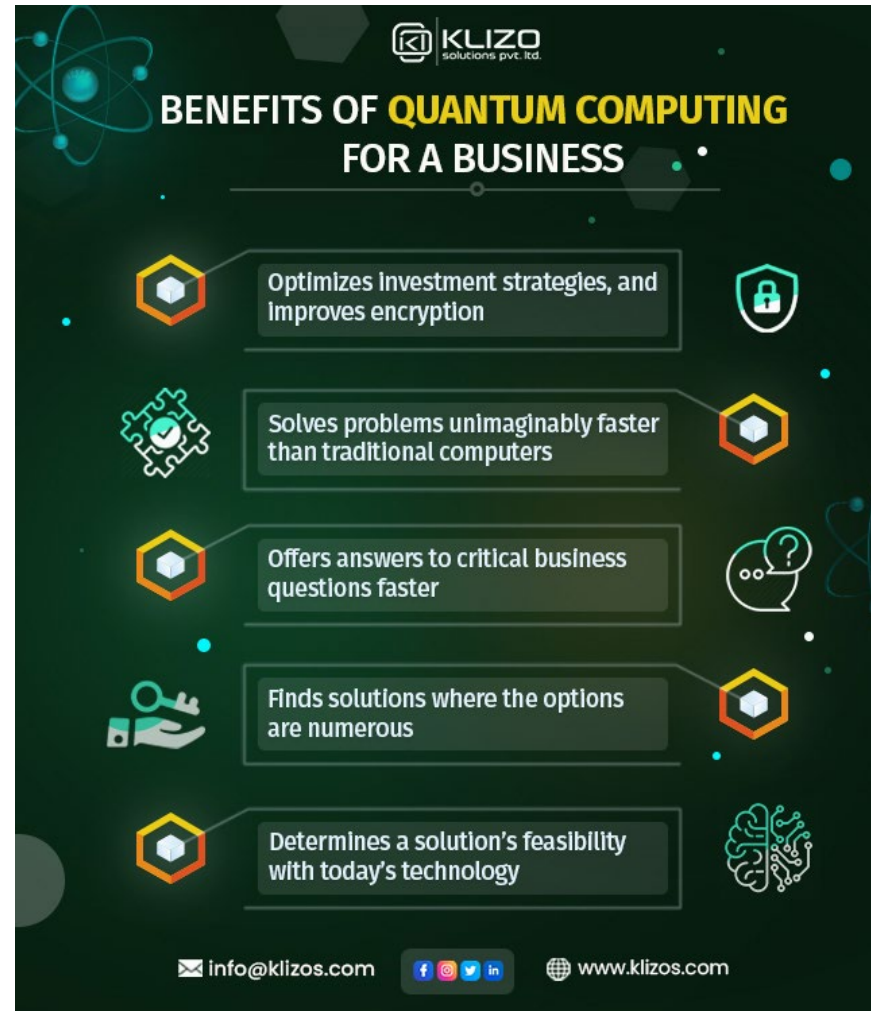 KLIZO
solutions pvt. ltd.
BENEFITS OF QUANTUM COMPUTING
FOR A BUSINESS
Optimizes investment strategies, and
improves encryption
Solves problems unimaginably faster
than traditional computers
Offers answers to critical business
questions faster
Finds solutions where the options
are numerous
Determines a solution's feasibility
with today's technology
info@klizos.com
www.klizos.com